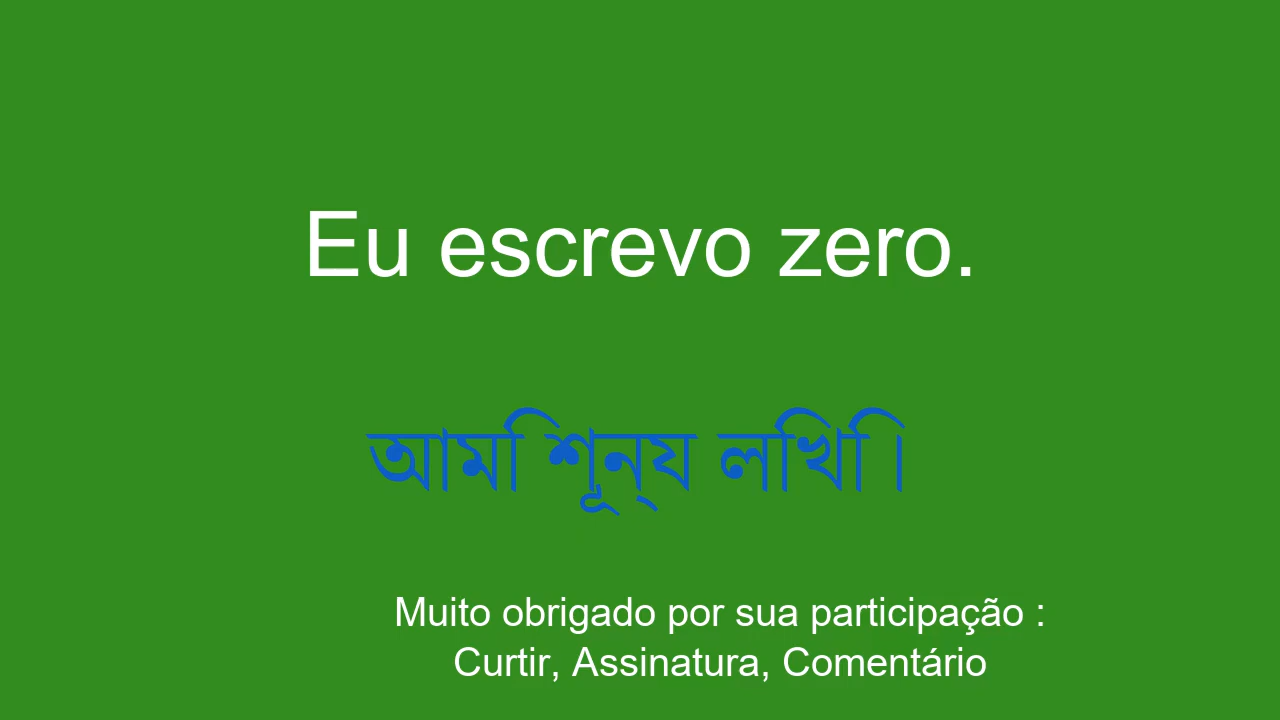 Eu escrevo zero.
আমি শূন্য লিখি।
Muito obrigado por sua participação :
Curtir, Assinatura, Comentário